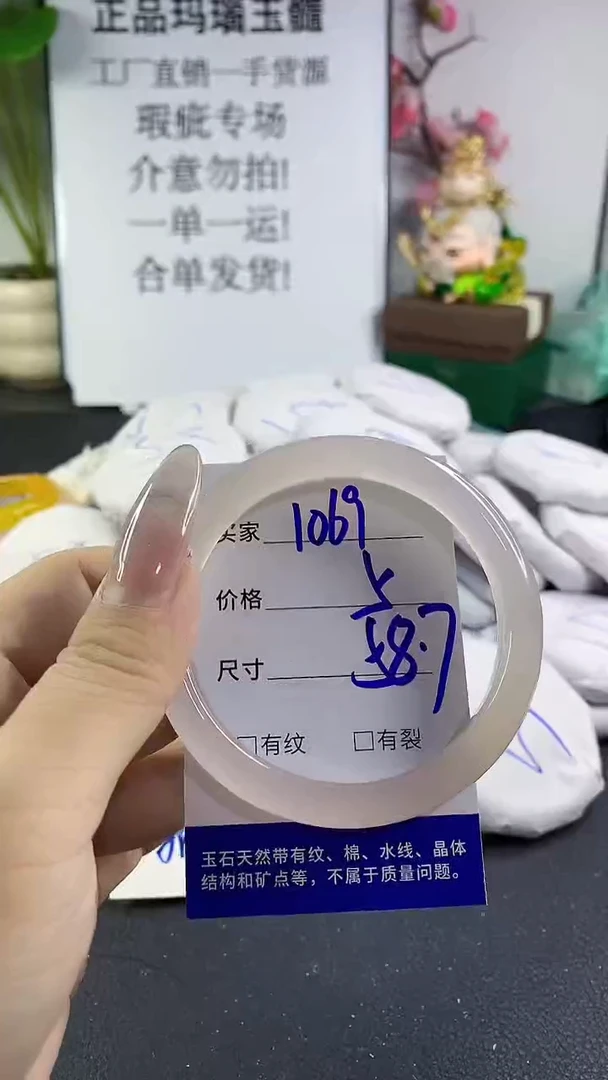 正品玛瑙玉髓
工厂直销一手货源
瑕疵专场
介意勿拍!
一单一运!
合单发货!
买家 1069
价格
尺寸 58.7
□有纹 □有裂
玉石天然带有纹、棉、水线、晶体
结构和矿点等，不属于质量问题。